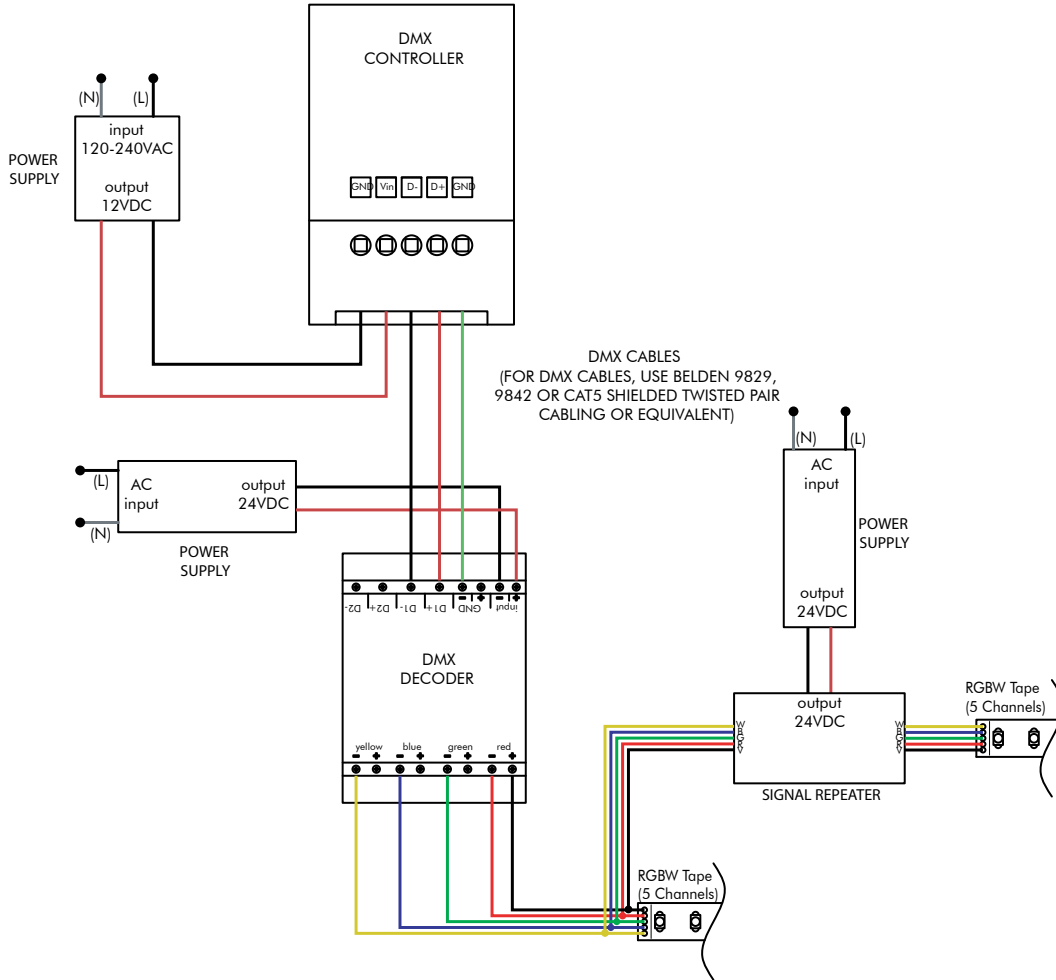 DMX
CONTROLLER
(N)
(L)
input
120-240VAC
output
12VDC
POWER
SUPPLY
GND Vin D- D+ GND
DMX CABLES
(FOR DMX CABLES, USE BELDEN 9829,
9842 OR CAT5 SHIELDED TWISTED PAIR
CABLING OR EQUIVALENT)
(L)
(N)
AC
input
output
24VDC
POWER
SUPPLY
(N)
(L)
AC
input
output
24VDC
POWER
SUPPLY
D2- D2+ D1- D1+ GND GND input
- + - +
DMX
DECODER
yellow blue green red
- + - + - + - +
output
24VDC
W
B
G
R
V
W
B
G
R
V
SIGNAL REPEATER
RGBW Tape
(5 Channels)
RGBW Tape
(5 Channels)